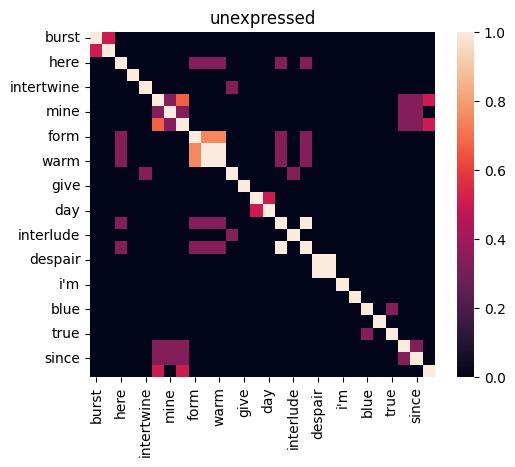 unexpressed
burst
here
intertwine
mine
form
warm
give
day
interlude
despair
i'm
blue
true
since
burst
here
intertwine
mine
form
warm
give
day
interlude
despair
i'm
blue
true
since
1.0
0.8
0.6
0.4
0.2
0.0